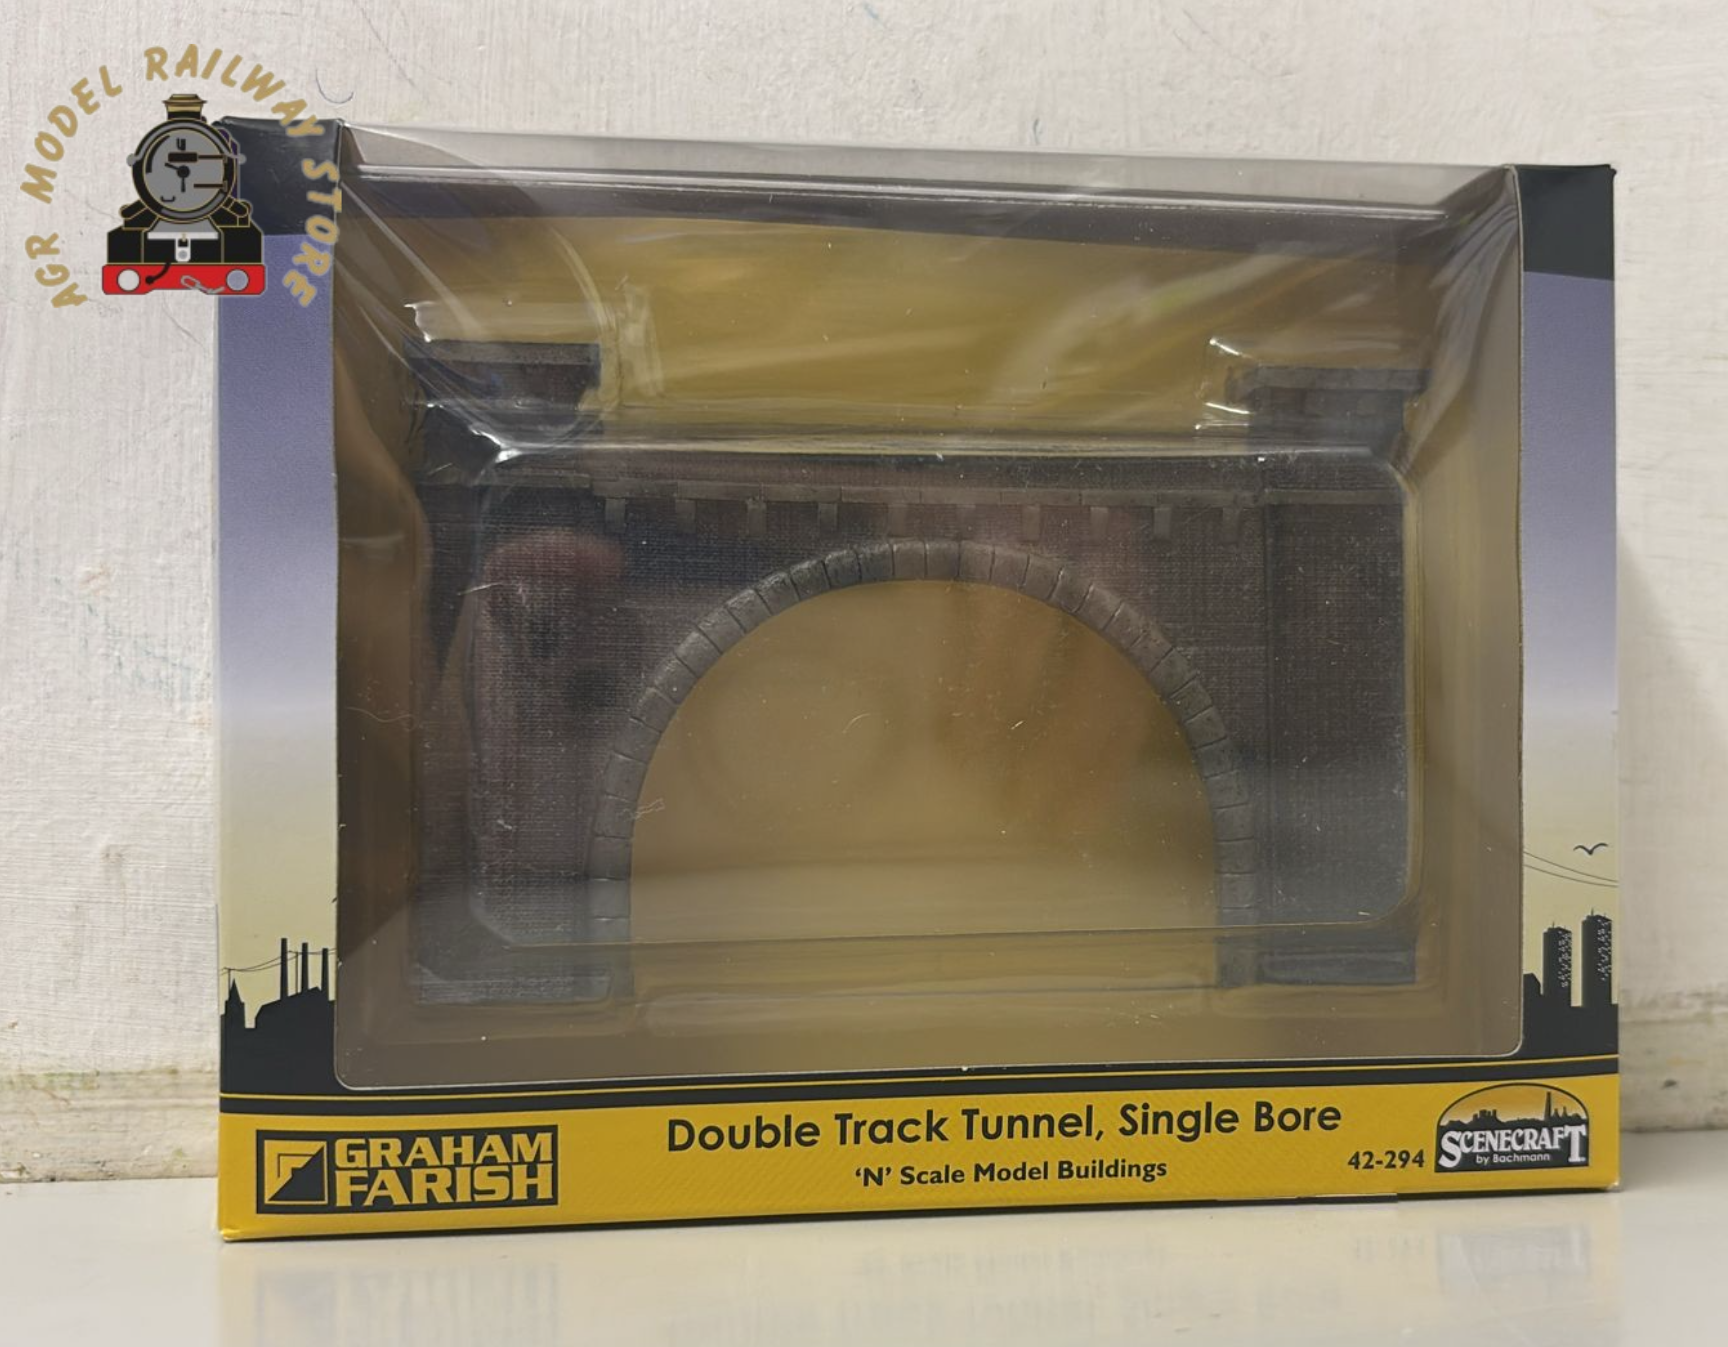 AGR MODEL RAILWAY STORE
GRAHAM
FARISH
Double Track Tunnel, Single Bore
‘N’ Scale Model Buildings
42-294
SCENECRAFT
by Bachmann